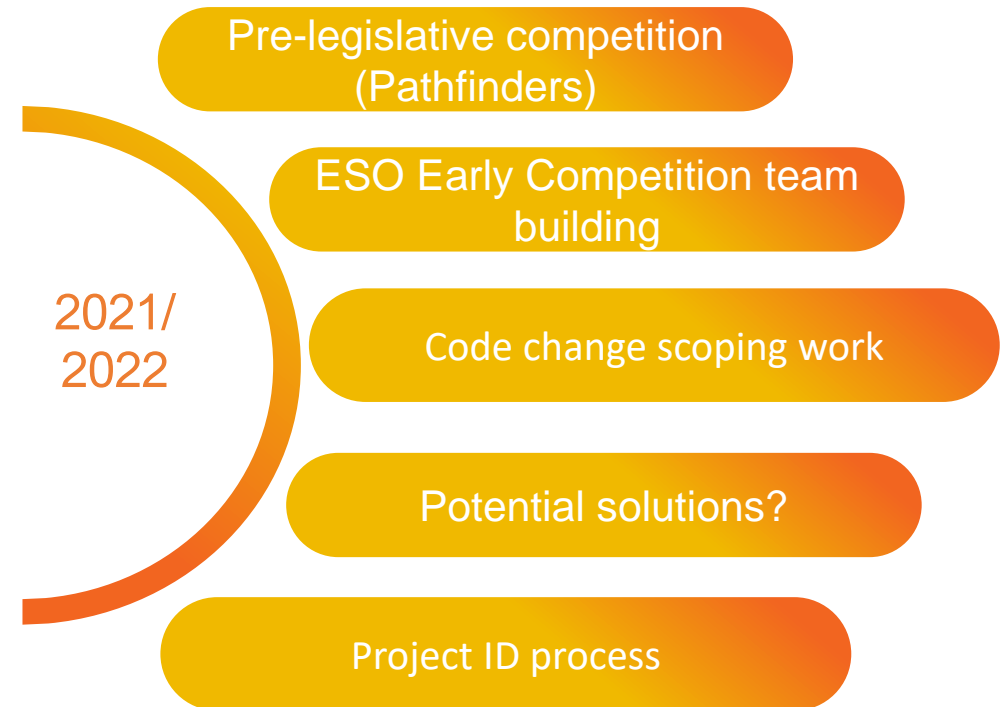 Pre-legislative competition
(Pathfinders)
ESO Early Competition team
building
2021/
2022
Code change scoping work
Potential solutions?
Project ID process